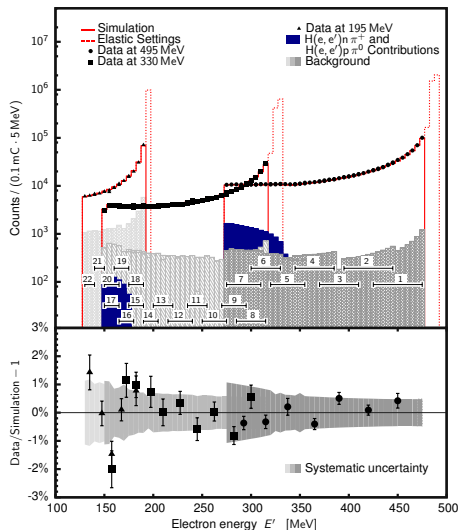 Simulation
Elastic Settings
Data at 495 MeV
Data at 330 MeV
Data at 195 MeV
H(e, e′)n π⁺ and
H(e, e′)p π⁰ Contributions
Background
10⁷
10⁶
10⁵
10⁴
10³
10²
Counts / (0.1 mC · 5 MeV)
21 19 6 4 2
22 20 18 13 11 9 7 5 3 1
17 15
16 14 12 10 8
3%
2%
1%
0%
-1%
-2%
-3%
Data/Simulation − 1
Systematic uncertainty
100 150 200 250 300 350 400 450 500
Electron energy E′ [MeV]